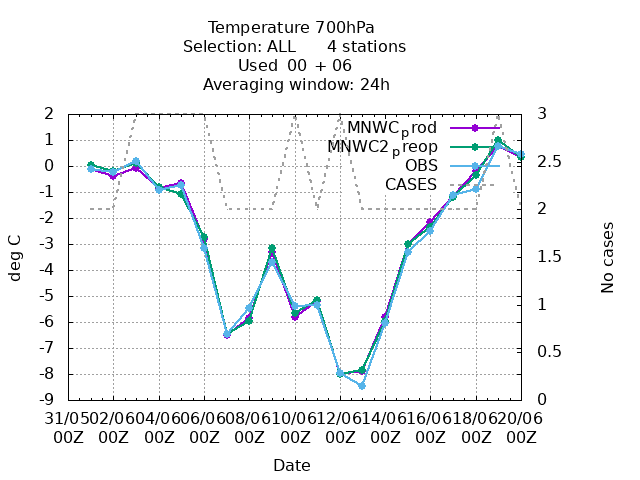 Temperature 700hPa
Selection: ALL 4 stations
Used 00 + 06
Averaging window: 24h
MNWC_prod
MNWC2_preop
OBS
CASES
2
1
0
-1
-2
-3
-4
-5
-6
-7
-8
-9
3
2.5
2
1.5
1
0.5
0
deg C
No cases
31/05 02/06 04/06 06/06 08/06 10/06 12/06 14/06 16/06 18/06 20/06
00Z 00Z 00Z 00Z 00Z 00Z 00Z 00Z 00Z 00Z 00Z
Date